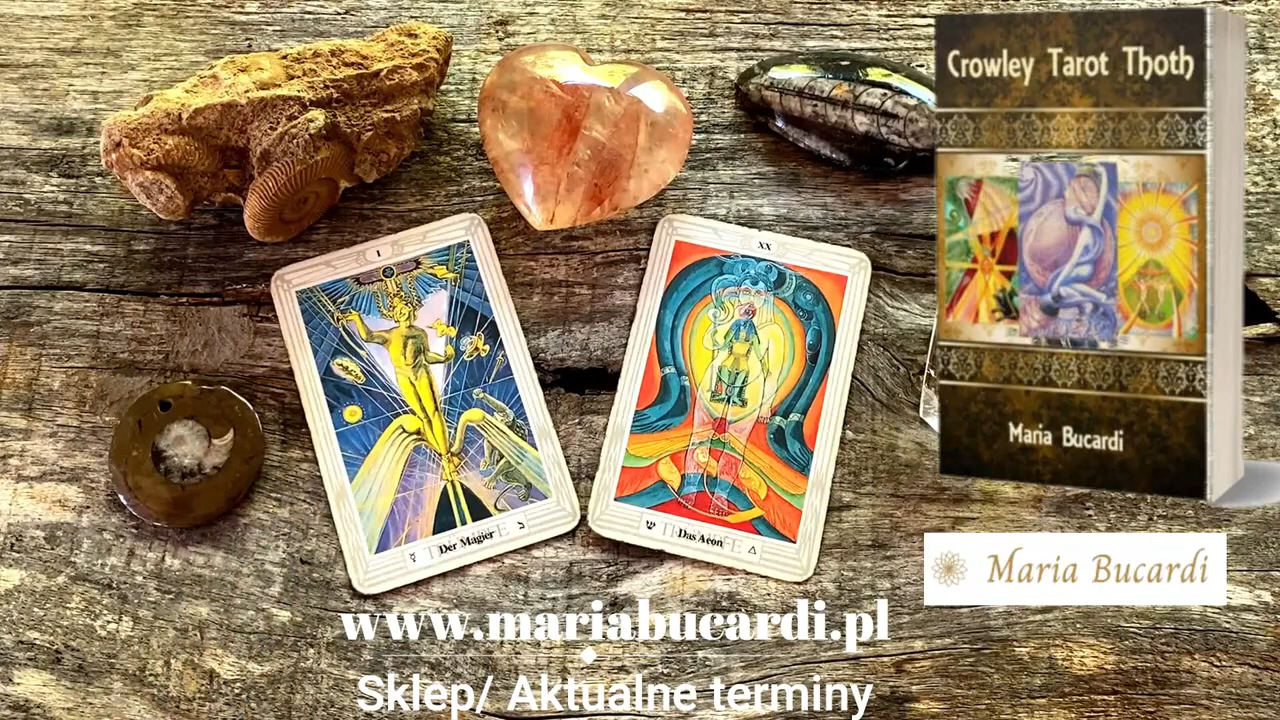 Crowley Tarot Thoth
I
XX
Der Magier
Das Aeon
Maria Bucardi
Maria Bucardi
www.mariabucardi.pl
Sklep/ Aktualne terminy